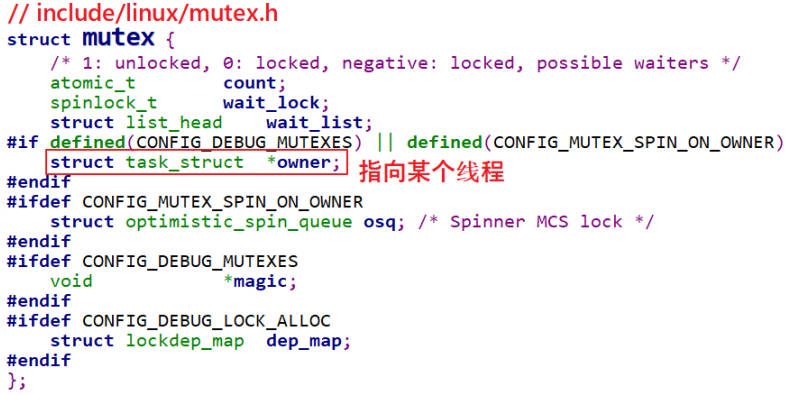 // include/linux/mutex.h
struct mutex {
    /* 1: unlocked, 0: locked, negative: locked, possible waiters */
    atomic_t        count;
    spinlock_t      wait_lock;
    struct list_head    wait_list;
#if defined(CONFIG_DEBUG_MUTEXES) || defined(CONFIG_MUTEX_SPIN_ON_OWNER)
    struct task_struct  *owner; 指向某个线程
#endif
#ifdef CONFIG_MUTEX_SPIN_ON_OWNER
    struct optimistic_spin_queue osq; /* Spinner MCS lock */
#endif
#ifdef CONFIG_DEBUG_MUTEXES
    void            *magic;
#endif
#ifdef CONFIG_DEBUG_LOCK_ALLOC
    struct lockdep_map  dep_map;
#endif
};